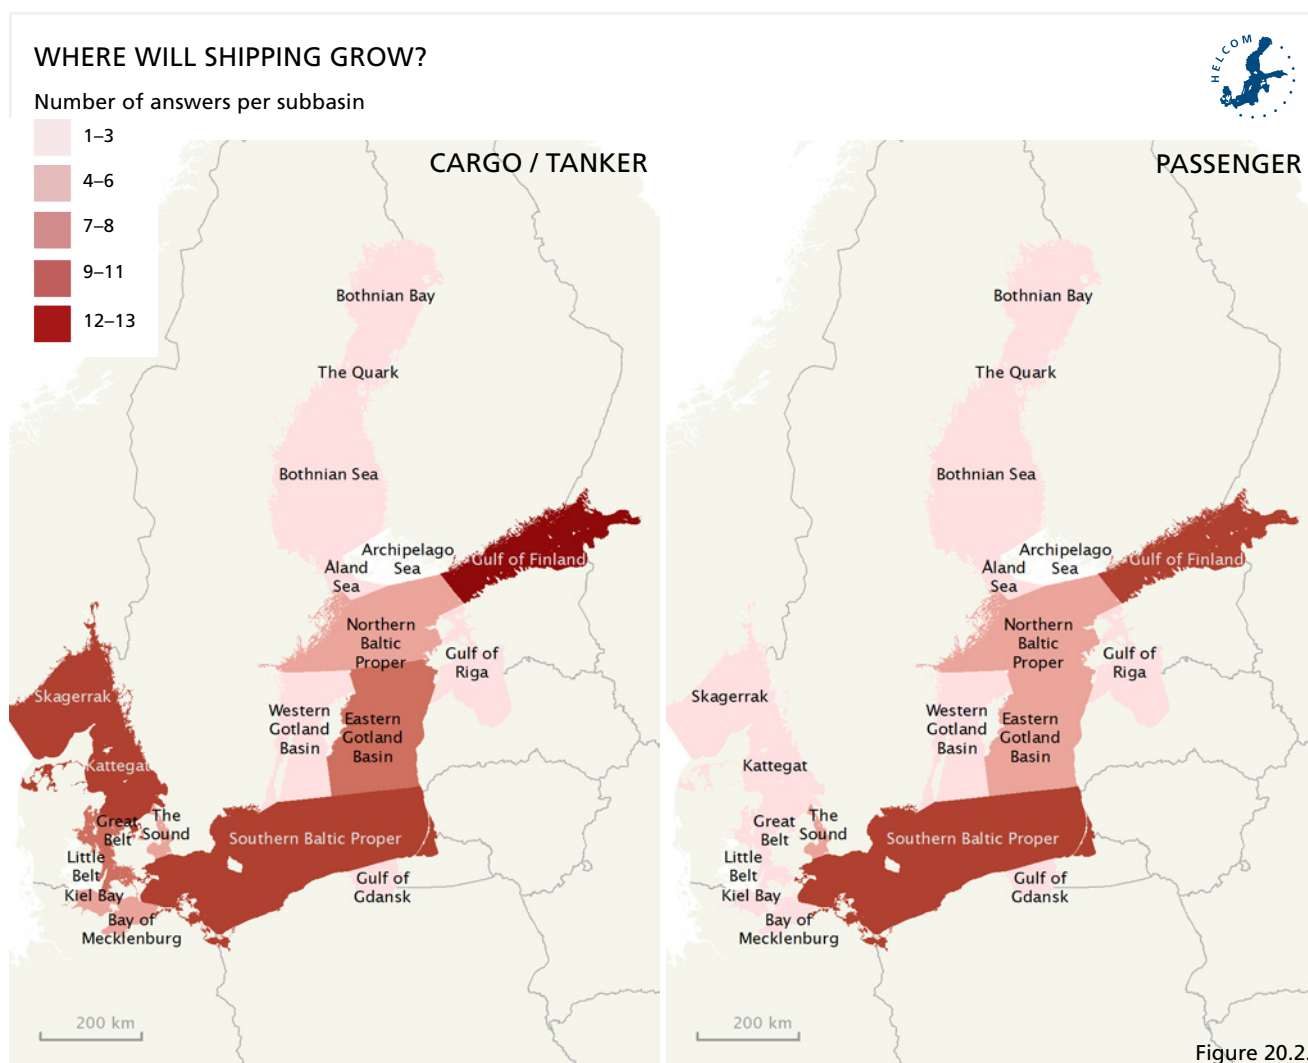 WHERE WILL SHIPPING GROW?
Number of answers per subbasin
1–3
4–6
7–8
9–11
12–13
HELCOM
CARGO / TANKER
Bothnian Bay
The Quark
Bothnian Sea
Archipelago
Sea
Åland
Sea
Gulf of Finland
Northern
Baltic
Proper
Gulf of
Riga
Skagerrak
Western
Gotland
Basin
Eastern
Gotland
Basin
Kattegat
Great
Belt
The
Sound
Southern Baltic Proper
Little
Belt
Kiel Bay
Gulf of
Gdansk
Bay of
Mecklenburg
200 km
PASSENGER
Bothnian Bay
The Quark
Bothnian Sea
Archipelago
Sea
Åland
Sea
Gulf of Finland
Northern
Baltic
Proper
Gulf of
Riga
Skagerrak
Western
Gotland
Basin
Eastern
Gotland
Basin
Kattegat
Great
Belt
The
Sound
Southern Baltic Proper
Little
Belt
Kiel Bay
Gulf of
Gdansk
Bay of
Mecklenburg
200 km
Figure 20.2.